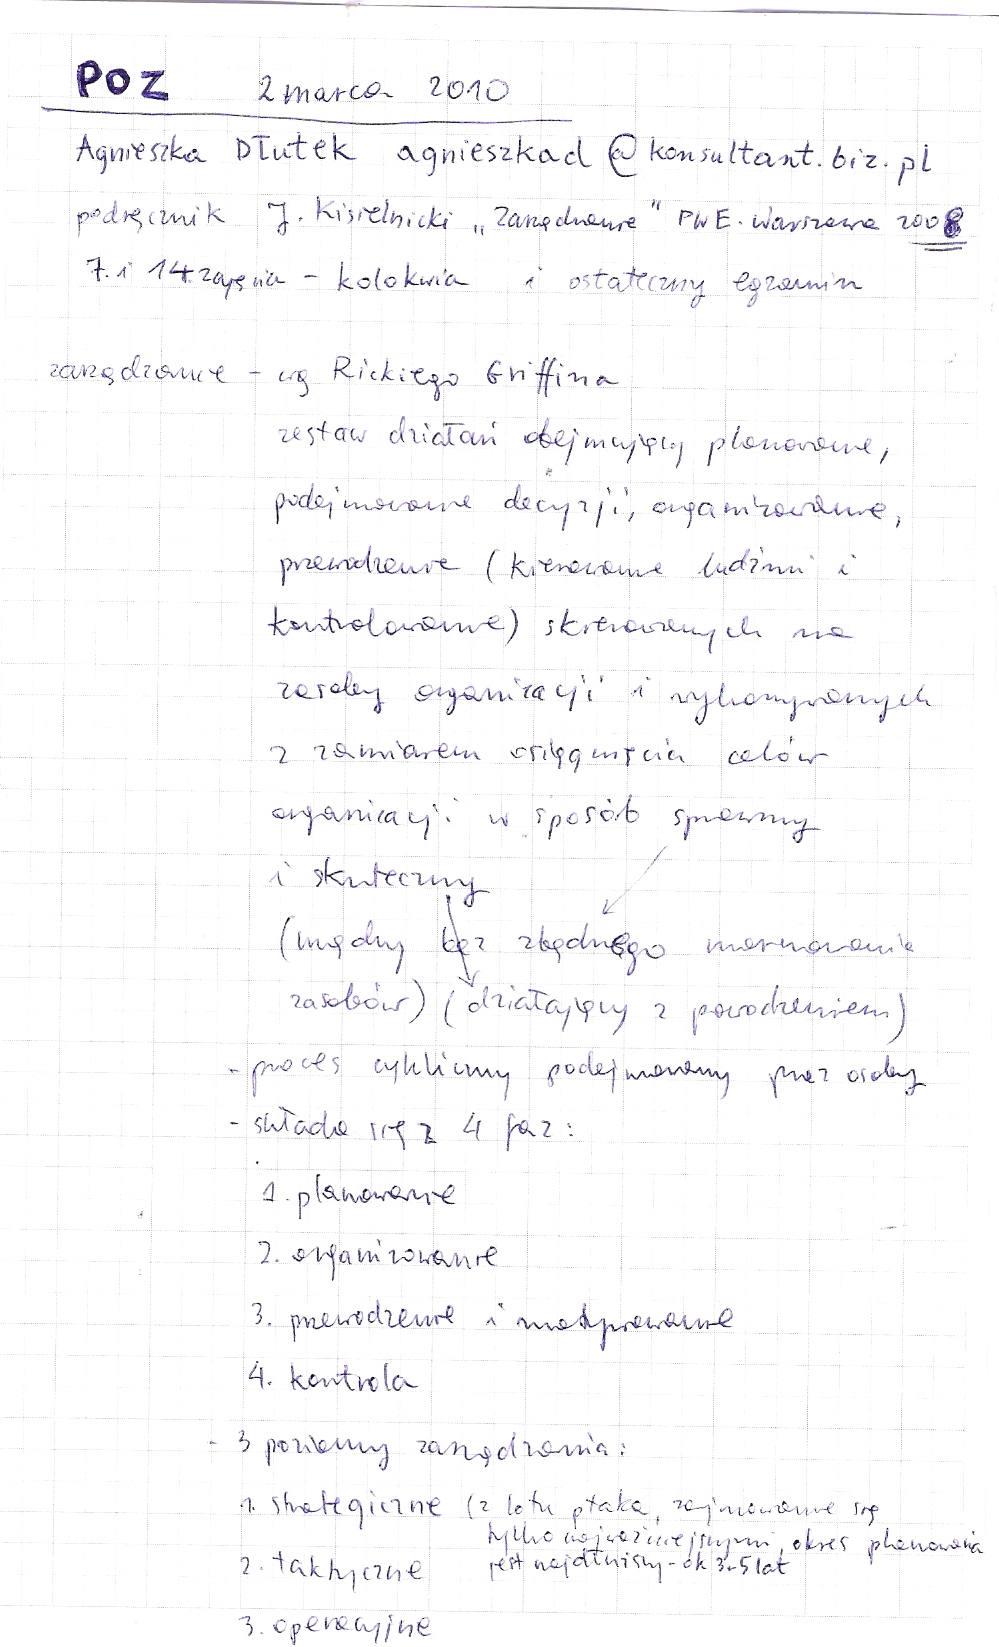 POZ 2 marca 2010
Agnieszka Dłutek agnieszkad@konsultant.biz.pl
podręcznik J. Kisielnicki „Zarządzanie" PWE. Warszawa 2008
7. i 14 zajęcia - kolokwia i ostateczny egzamin
zarządzanie - wg Rickiego Griffina
zestaw działań obejmujący planowanie,
podejmowanie decyzji, organizowanie,
przewodzenie (kierowanie ludźmi i
kontrolowanie) skierowanych na
zasoby organizacji i wykonywanych
z zamiarem osiągnięcia celów
organizacji w sposób sprawny
i skuteczny
(mądry bez zbędnego marnowania
zasobów) (działający z powodzeniem)
- proces cykliczny podejmowany przez osoby
- składa się z 4 faz:
1. planowanie
2. organizowanie
3. przewodzenie i motywowanie
4. kontrola
- 3 poziomy zarządzania:
1. strategiczne (z lotu ptaka, zajmowanie się
tylko najważniejszymi, okres planowania
2. taktyczne jest najdłuższy - ok 3-5 lat
3. operacyjne